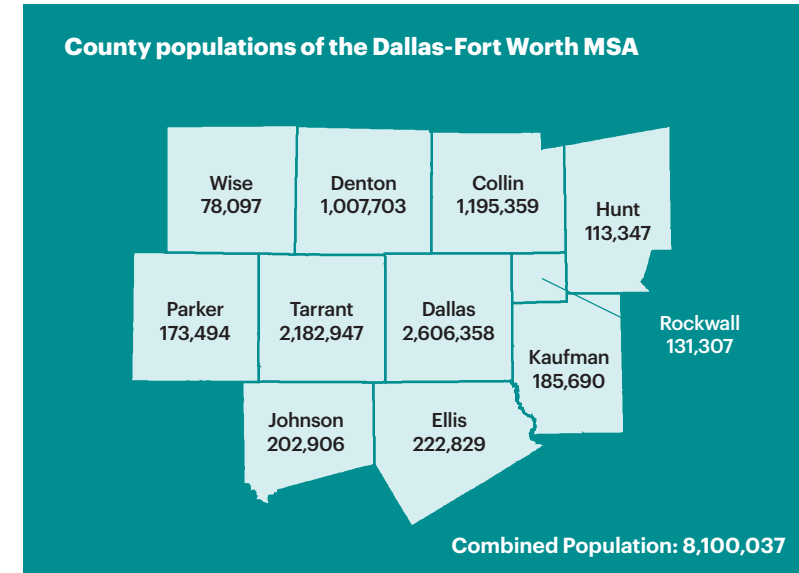 County populations of the Dallas-Fort Worth MSA
Wise
78,097
Denton
1,007,703
Collin
1,195,359
Hunt
113,347
Parker
173,494
Tarrant
2,182,947
Dallas
2,606,358
Rockwall
131,307
Kaufman
185,690
Johnson
202,906
Ellis
222,829
Combined Population: 8,100,037